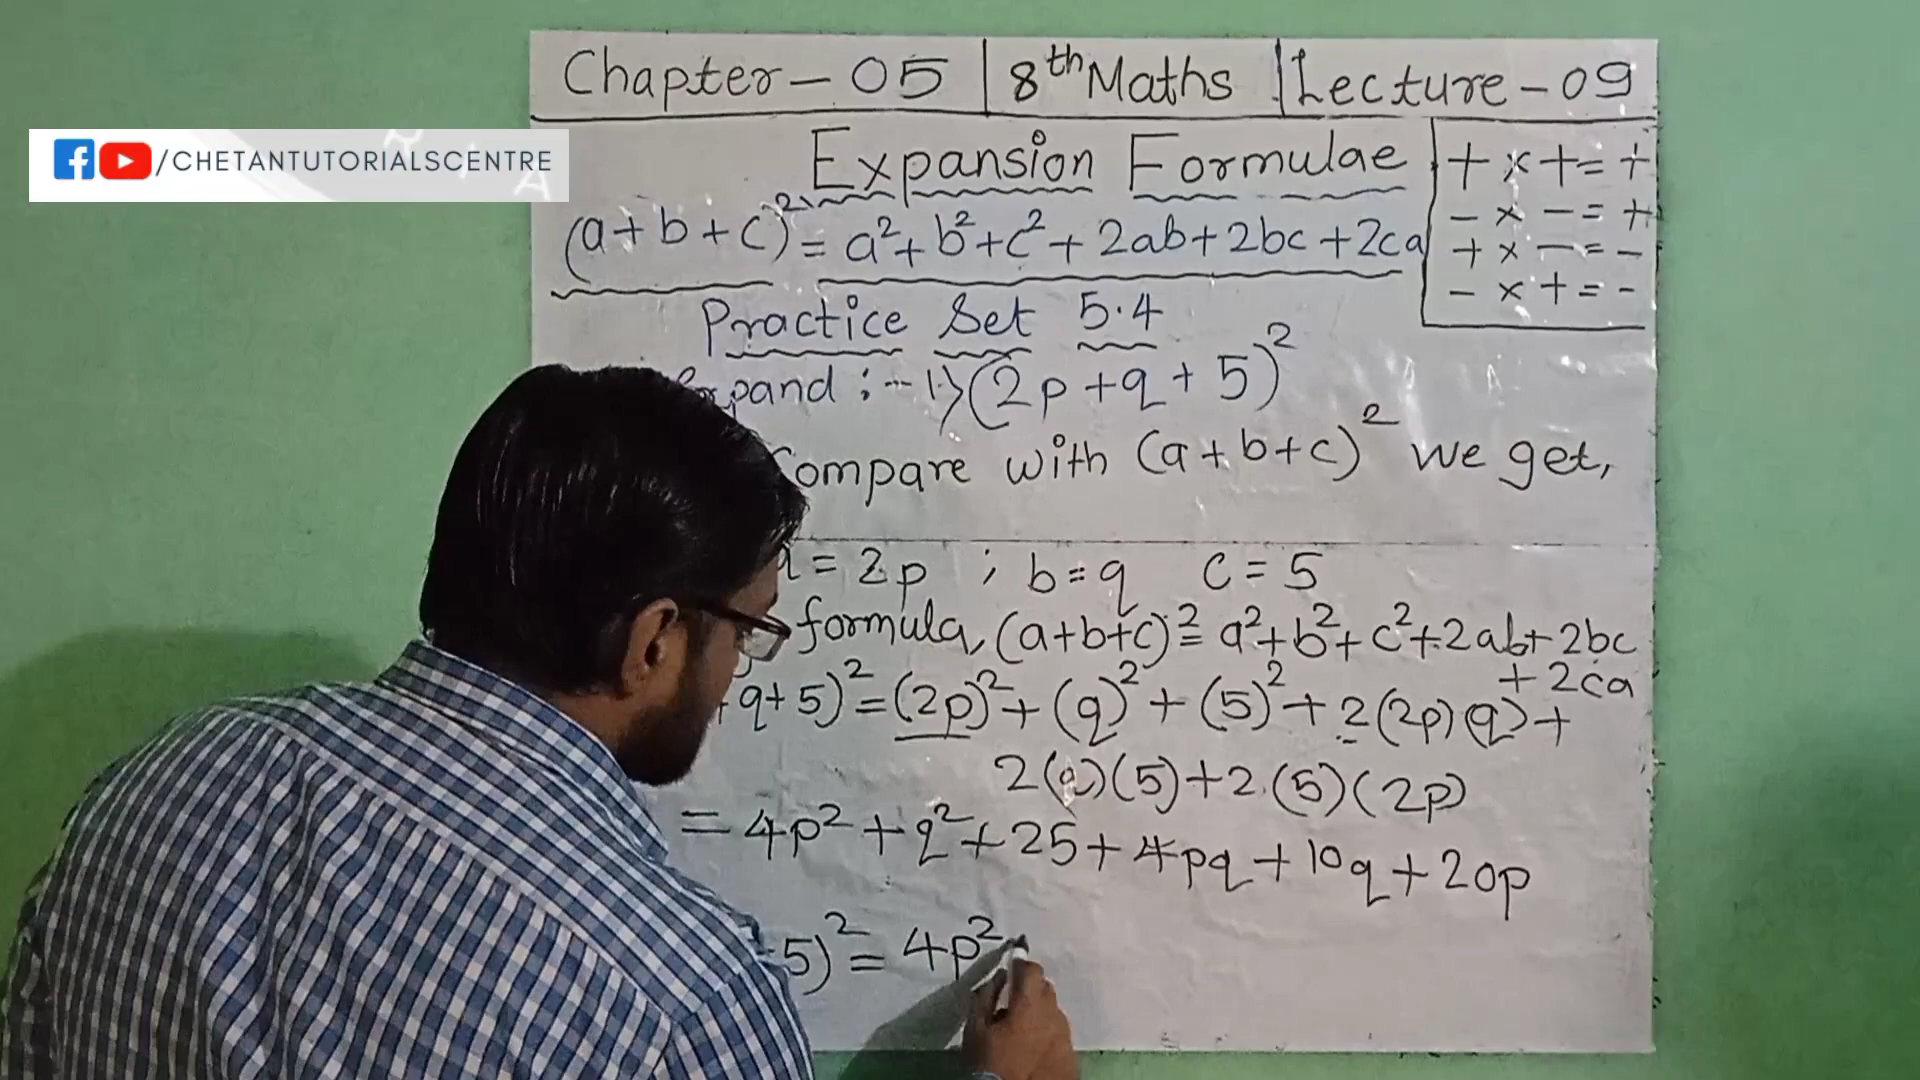 Chapter - 05 | 8th Maths | Lecture - 09
/CHETANTUTORIALSCENTRE
Expansion Formulae
(a+b+c)² = a²+b²+c²+2ab+2bc+2ca
+ × + = +
- × - = +
+ × - = -
- × + = -
Practice Set 5.4
:- 1) (2p+q+5)²
with (a+b+c)² we get,
= 2p ; b=q c=5
formula, (a+b+c)² = a²+b²+c²+2ab+2bc
+2ca
q+5)² = (2p)²+(q)²+(5)²+2(2p)(q)+
2(q)(5)+2.(5)(2p)
= 4p²+q²+25+4pq+10q+20p
5)² = 4p²